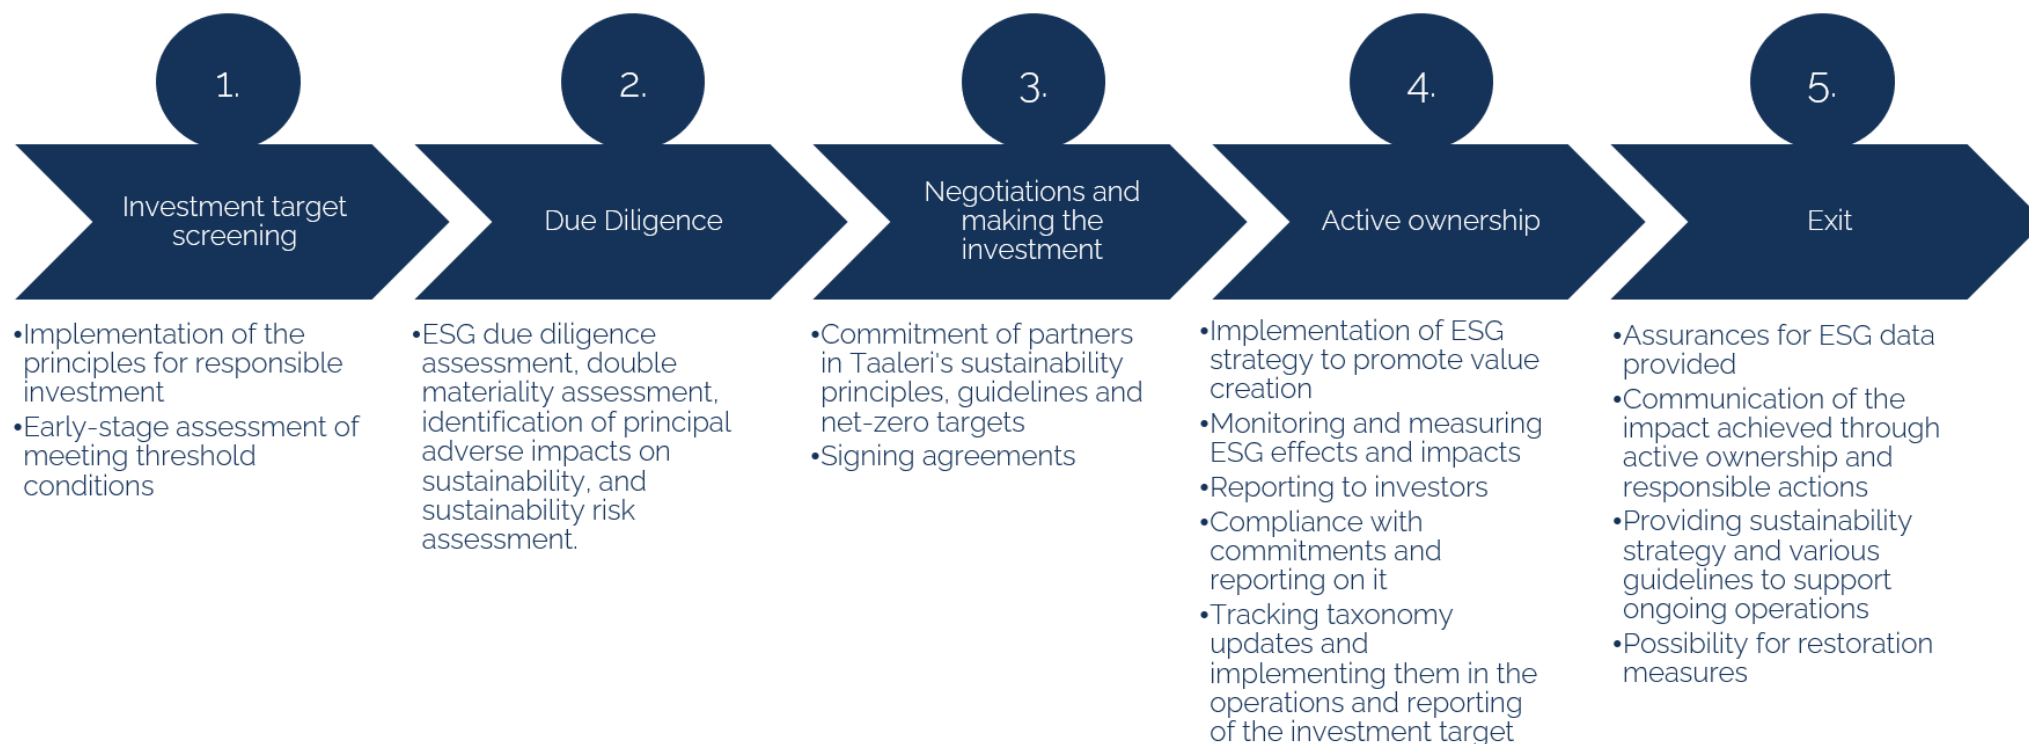 1.
Investment target
screening
•Implementation of the
principles for responsible
investment
•Early-stage assessment of
meeting threshold
conditions
2.
Due Diligence
•ESG due diligence
assessment, double
materiality assessment,
identification of principal
adverse impacts on
sustainability, and
sustainability risk
assessment.
3.
Negotiations and
making the
investment
•Commitment of partners
in Taaleri's sustainability
principles, guidelines and
net-zero targets
•Signing agreements
4.
Active ownership
•Implementation of ESG
strategy to promote value
creation
•Monitoring and measuring
ESG effects and impacts
•Reporting to investors
•Compliance with
commitments and
reporting on it
•Tracking taxonomy
updates and
implementing them in the
operations and reporting
of the investment target
5.
Exit
•Assurances for ESG data
provided
•Communication of the
impact achieved through
active ownership and
responsible actions
•Providing sustainability
strategy and various
guidelines to support
ongoing operations
•Possibility for restoration
measures